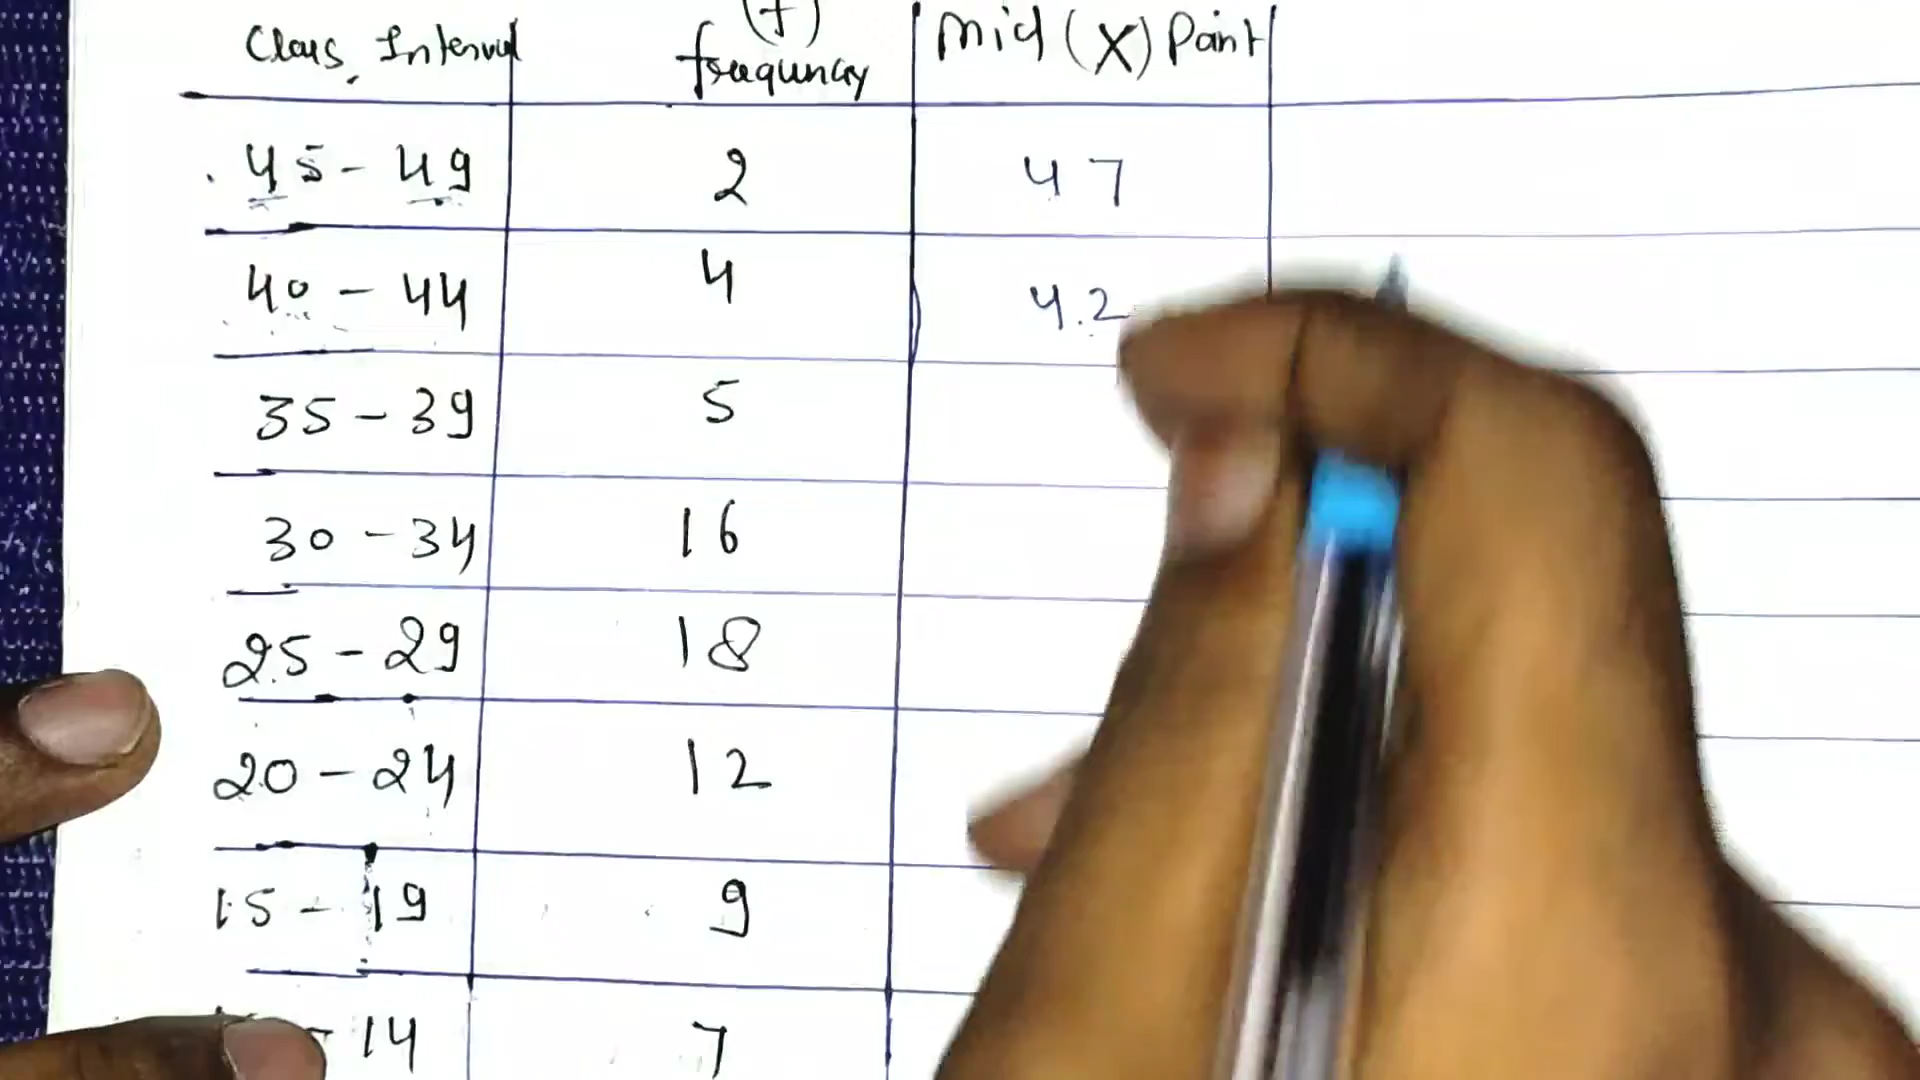 Class Interval (f) frequency Mid (X) Point
45 - 49 2 47
40 - 44 4 42
35 - 39 5
30 - 34 16
25 - 29 18
20 - 24 12
15 - 19 9
- 14 7